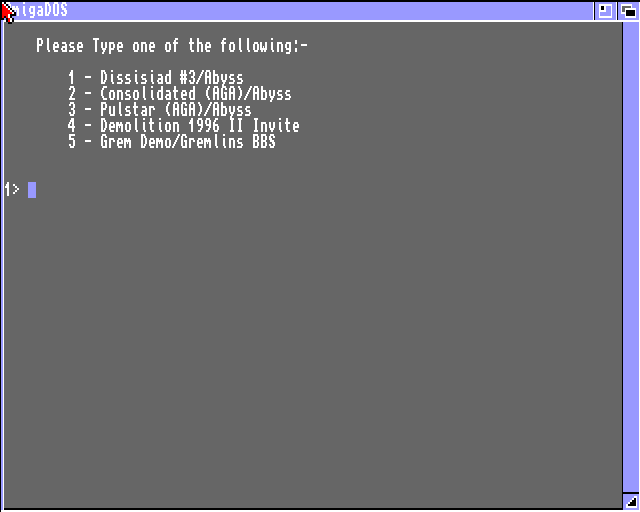 migaDOS
Please Type one of the following:-
1 - Dissisiad #3/Abyss
2 - Consolidated (AGA)/Abyss
3 - Pulstar (AGA)/Abyss
4 - Demolition 1996 II Invite
5 - Grem Demo/Gremlins BBS
1>